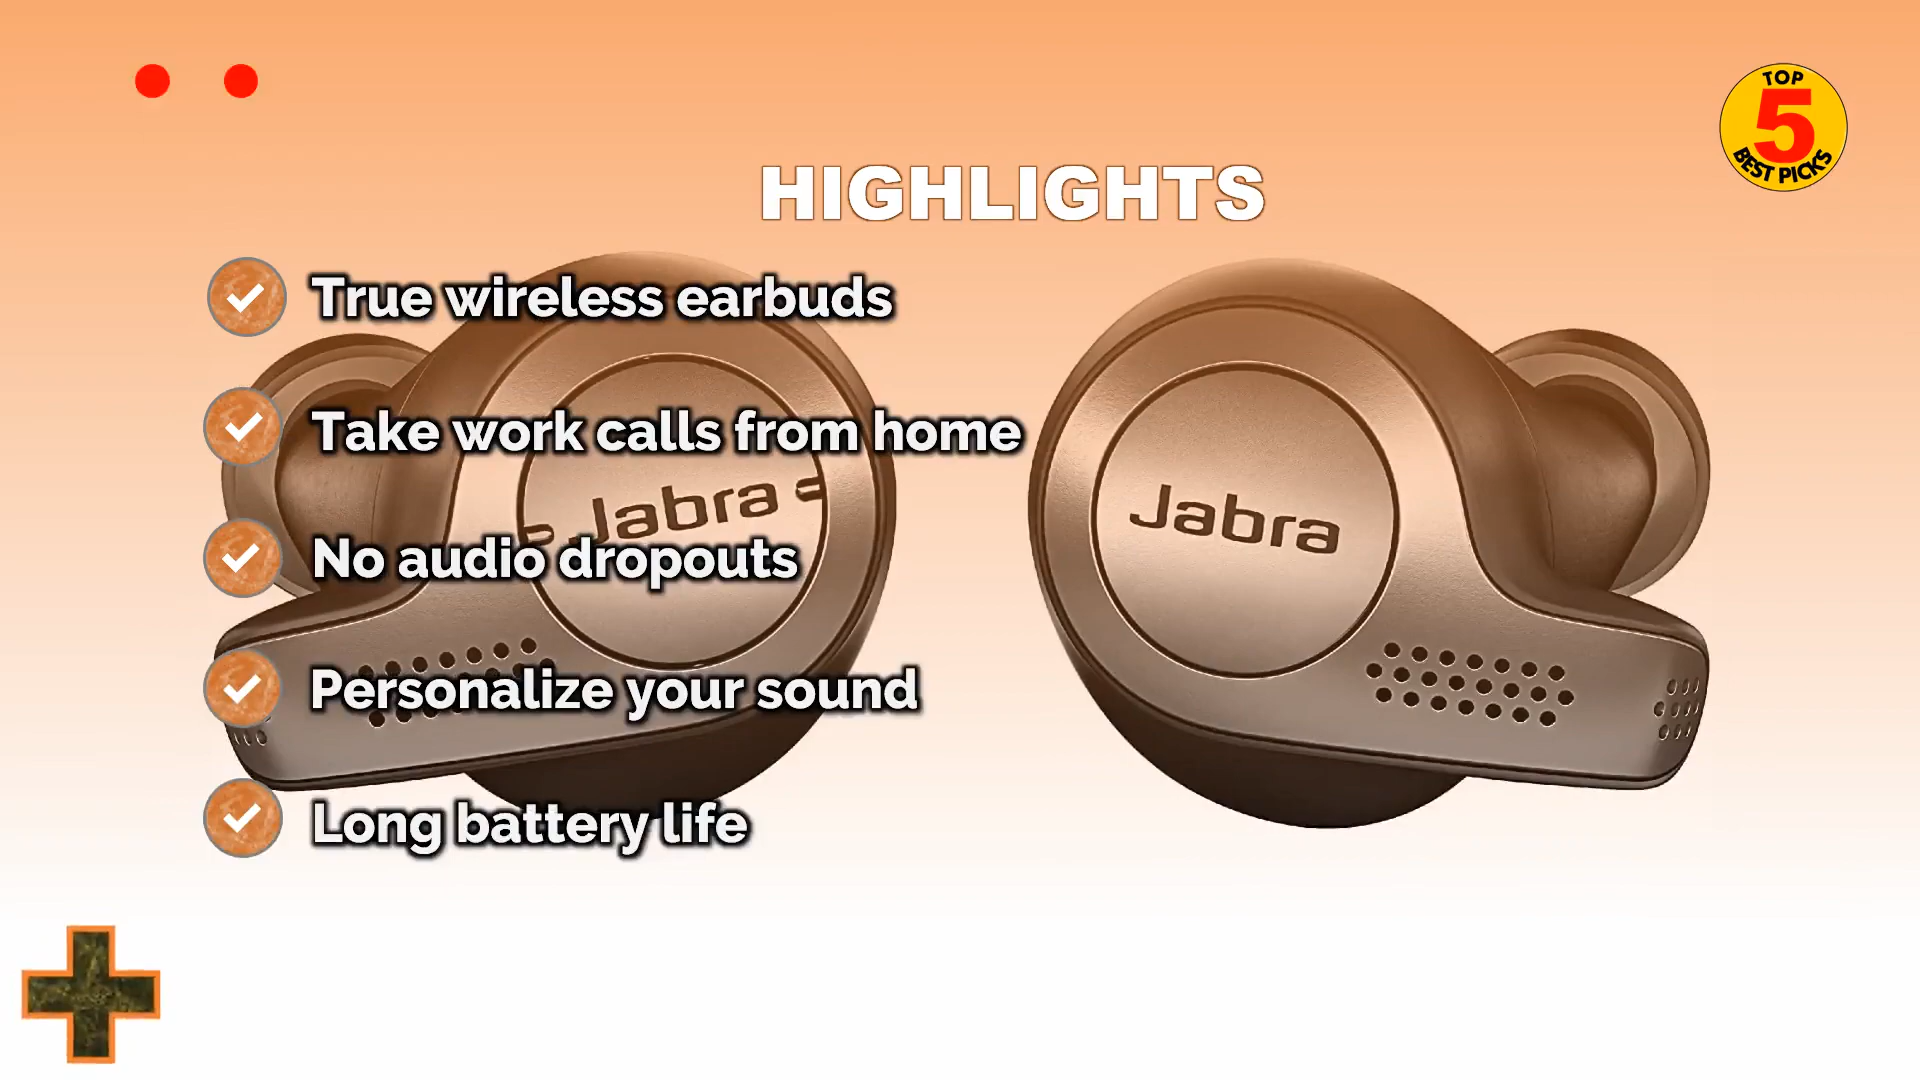 TOP
5
BEST PICKS
HIGHLIGHTS
True wireless earbuds
Take work calls from home
Jabra
Jabra
No audio dropouts
Personalize your sound
Long battery life